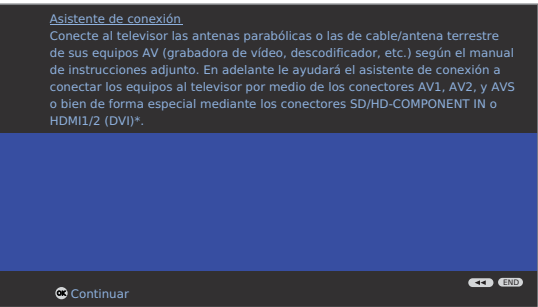 Asistente de conexión
Conecte al televisor las antenas parabólicas o las de cable/antena terrestre
de sus equipos AV (grabadora de vídeo, descodificador, etc.) según el manual
de instrucciones adjunto. En adelante le ayudará el asistente de conexión a
conectar los equipos al televisor por medio de los conectores AV1, AV2, y AVS
o bien de forma especial mediante los conectores SD/HD-COMPONENT IN o
HDMI1/2 (DVI)*.
OK Continuar
◄◄ END